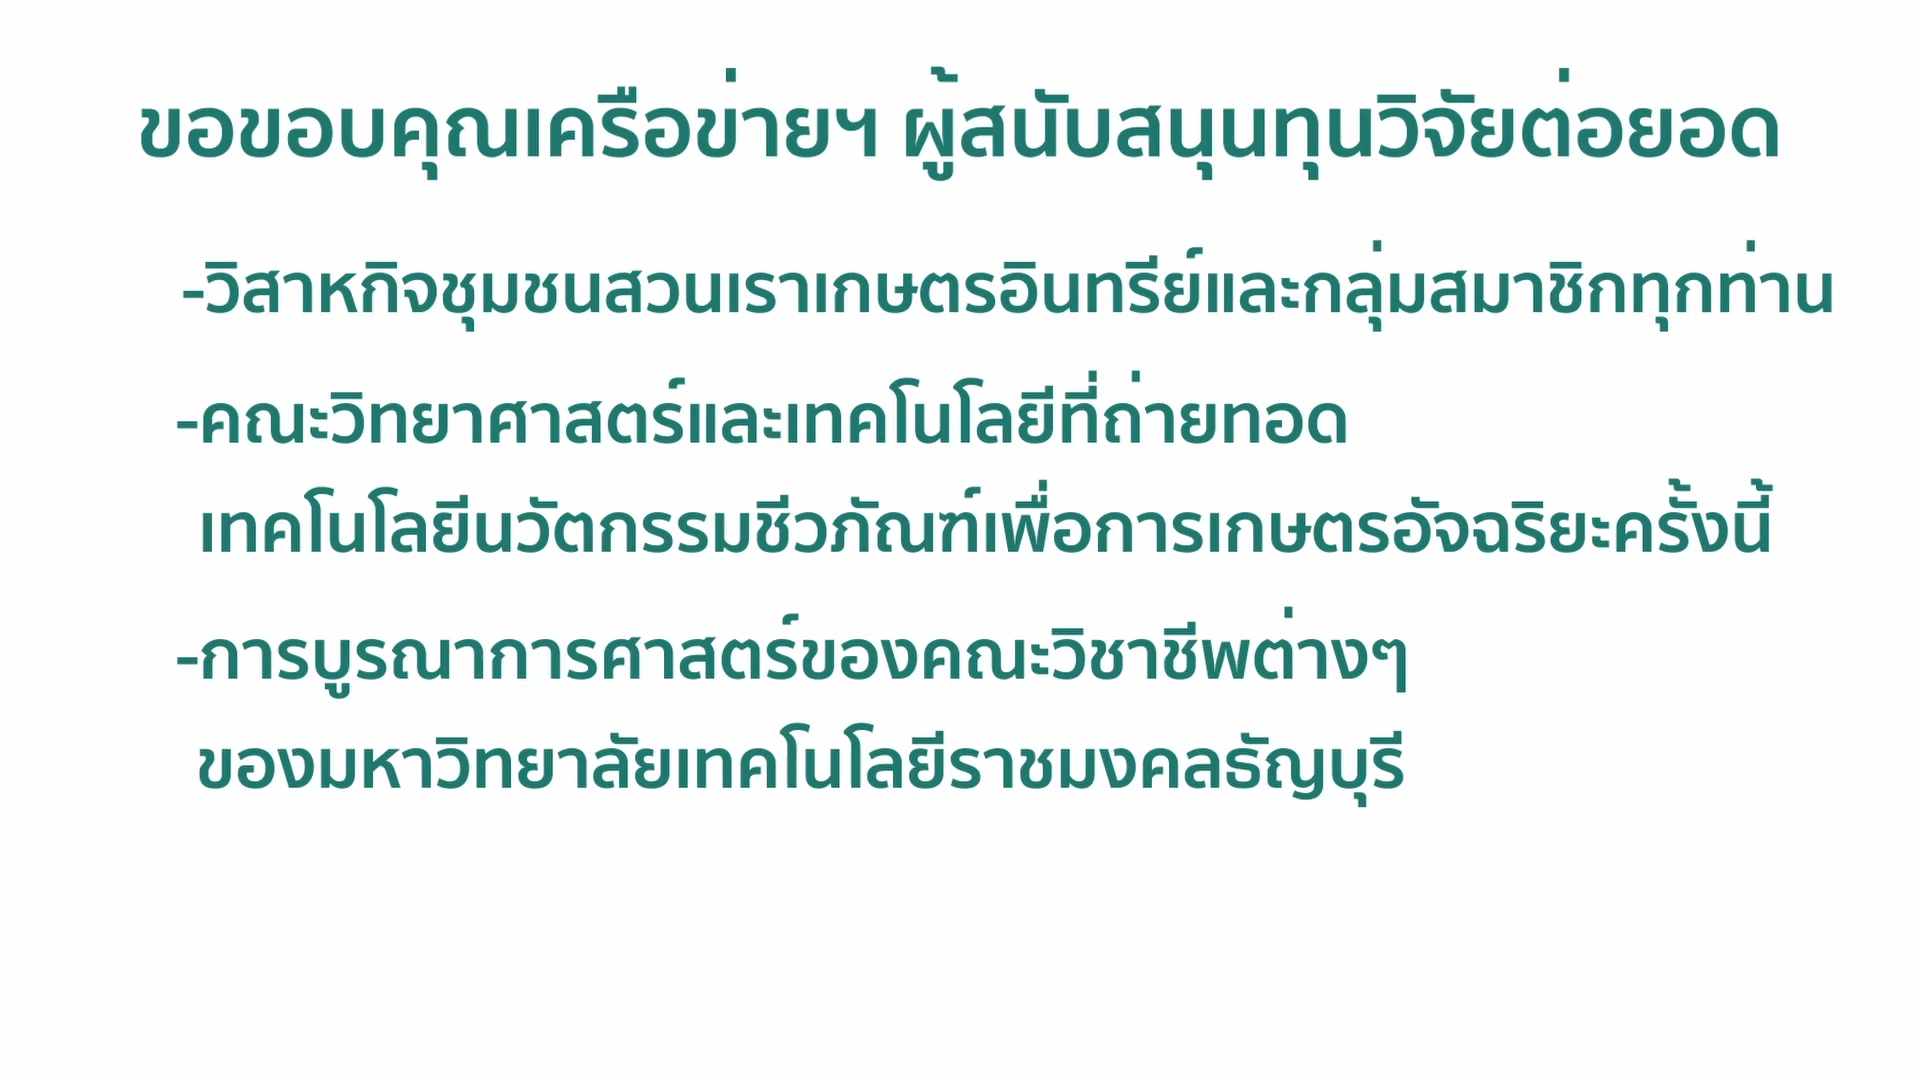 ขอขอบคุณเครือข่ายฯ ผู้สนับสนุนทุนวิจัยต่อยอด
-วิสาหกิจชุมชนสวนเราเกษตรอินทรีย์และกลุ่มสมาชิกทุกท่าน
-คณะวิทยาศาสตร์และเทคโนโลยีที่ถ่ายทอด
เทคโนโลยีนวัตกรรมชีวภัณฑ์เพื่อการเกษตรอัจฉริยะครั้งนี้
-การบูรณาการศาสตร์ของคณะวิชาชีพต่างๆ
ของมหาวิทยาลัยเทคโนโลยีราชมงคลธัญบุรี